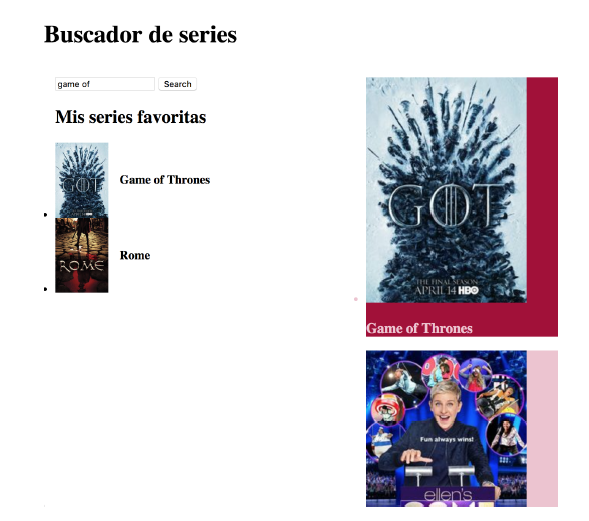 Buscador de series
game of
Search
Mis series favoritas
GOT
Game of Thrones
ROME
Rome
GOT
THE FINAL SEASON
APRIL 14 HBO
Game of Thrones
Fum always wins!
ellen's